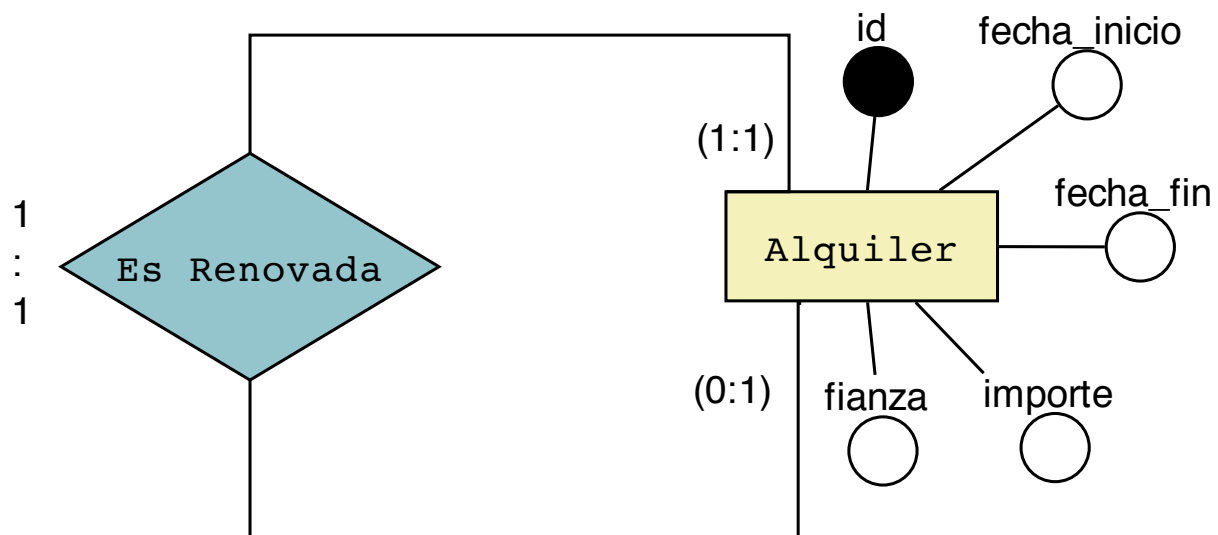 id
fecha_inicio
(1:1)
fecha_fin
1
:
1
Es Renovada
Alquiler
(0:1)
fianza
importe